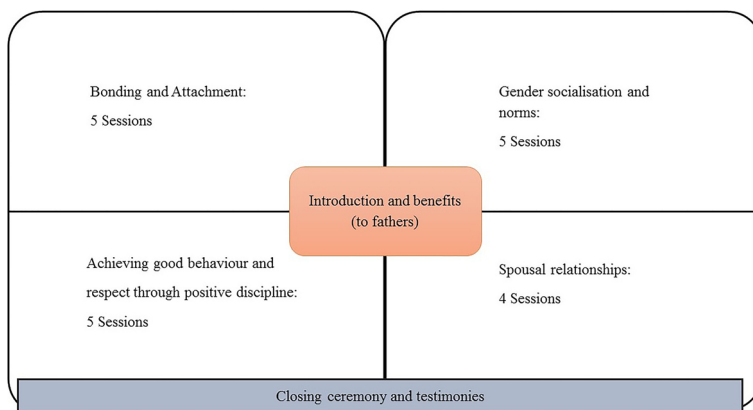 Bonding and Attachment:
5 Sessions
Gender socialisation and
norms:
5 Sessions
Introduction and benefits
(to fathers)
Achieving good behaviour and
respect through positive discipline:
5 Sessions
Spousal relationships:
4 Sessions
Closing ceremony and testimonies